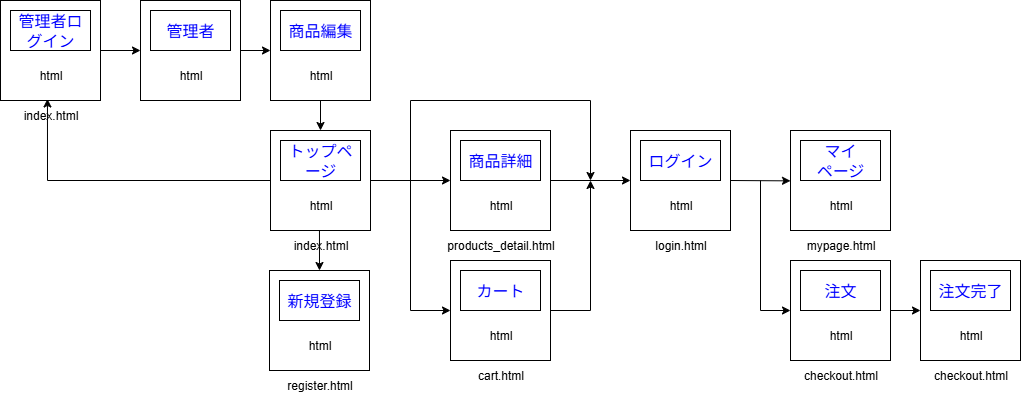 管理者ロ
グイン
html
index.html
管理者
html
商品編集
html
トップペ
ージ
html
index.html
商品詳細
html
products_detail.html
ログイン
html
login.html
マイ
ページ
html
mypage.html
新規登録
html
register.html
カート
html
cart.html
注文
html
checkout.html
注文完了
html
checkout.html